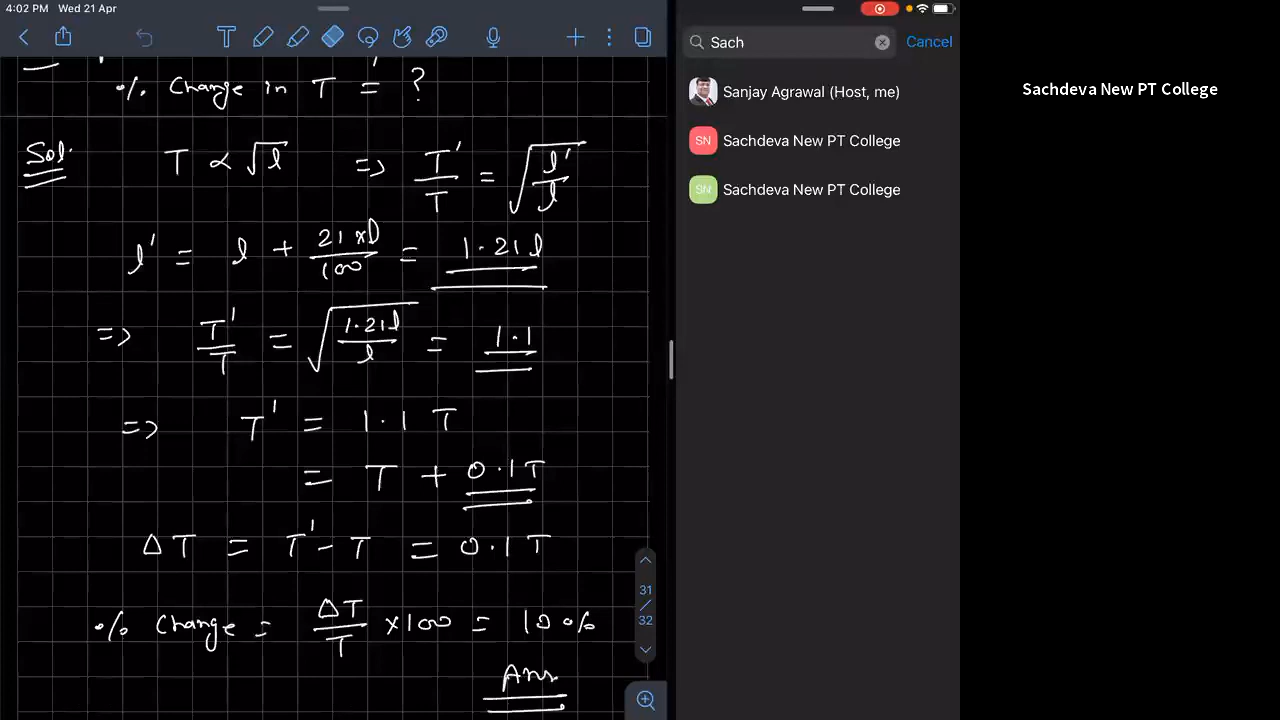 4:02 PM Wed 21 Apr
% Change in T = ?
Sol.
T ∝ √l => T'/T = √(l'/l)
l' = l + 21×l/100 = 1.21 l
=> T'/T = √(1.21l/l) = 1.1
=> T' = 1.1 T
= T + 0.1T
ΔT = T' - T = 0.1T
% Change = ΔT/T ×100 = 10%
Ans
31
/
32
Sach
Cancel
Sanjay Agrawal (Host, me)
SN Sachdeva New PT College
SN Sachdeva New PT College
Sachdeva New PT College